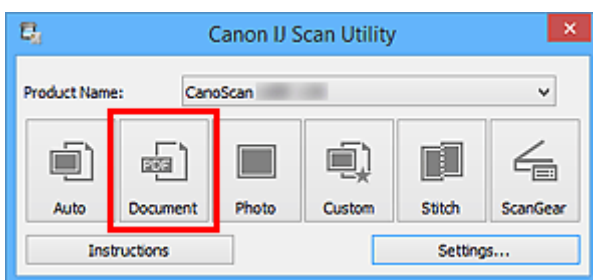 Canon IJ Scan Utility
Product Name: CanoScan
PDF
Auto Document Photo Custom Stitch ScanGear
Instructions Settings...